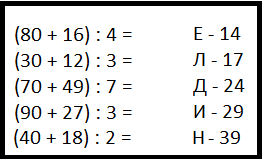 (80 + 16) : 4 = Е - 14
(30 + 12) : 3 = Л - 17
(70 + 49) : 7 = Д - 24
(90 + 27) : 3 = И - 29
(40 + 18) : 2 = Н - 39